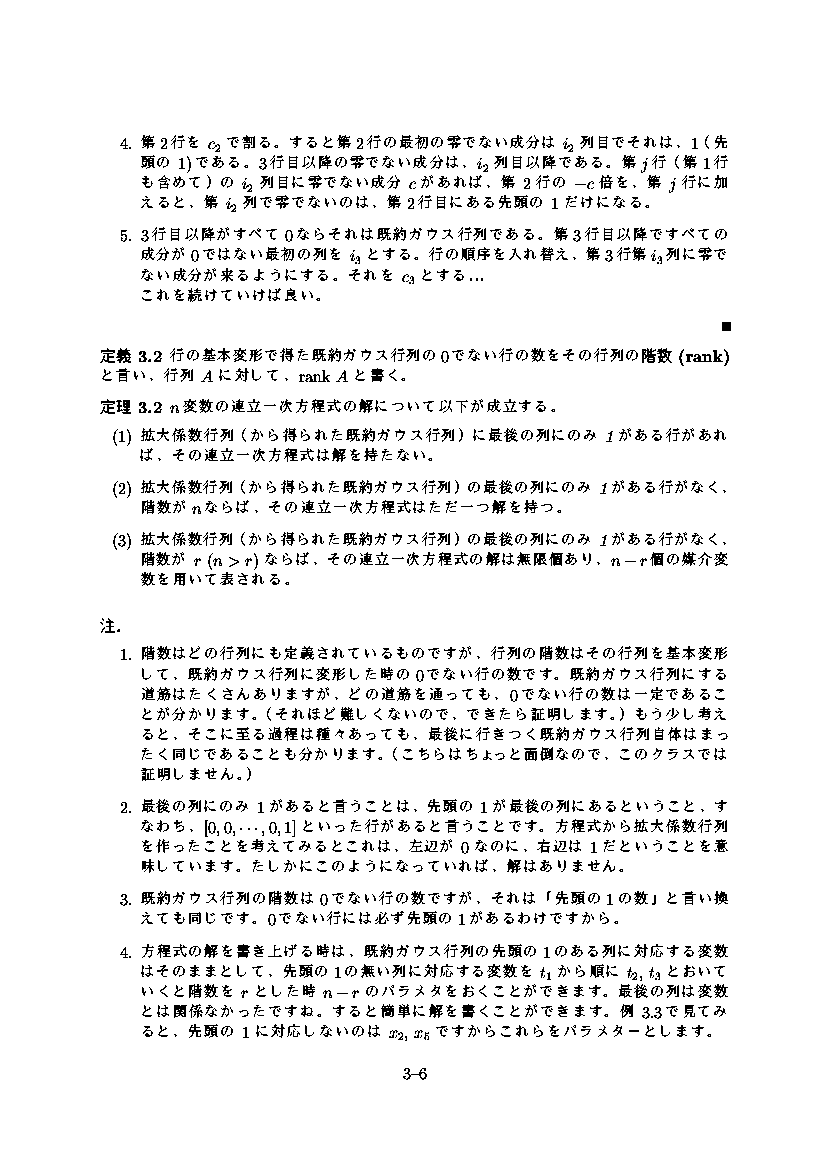 4. 第2行を c₂ で割る。すると第2行の最初の零でない成分は i₂ 列目でそれは、1(先
頭の 1)である。3行目以降の零でない成分は、i₂ 列目以降である。第 j 行(第1行
も含めて)の i₂ 列目に零でない成分 c があれば、第 2 行の −c 倍を、第 j 行に加
えると、第 i₂ 列で零でないのは、第2行目にある先頭の 1 だけになる。
5. 3行目以降がすべて 0ならそれは既約ガウス行列である。第3行目以降ですべての
成分が 0ではない最初の列を i₃ とする。行の順序を入れ替え、第3行第 i₃ 列に零で
ない成分が来るようにする。それを c₃ とする...
これを続けていけば良い。
■
定義 3.2 行の基本変形で得た既約ガウス行列の0でない行の数をその行列の階数 (rank)
と言い、行列 A に対して、rank A と書く。
定理 3.2 n変数の連立一次方程式の解について以下が成立する。
(1) 拡大係数行列(から得られた既約ガウス行列)に最後の列にのみ 1がある行があれ
ば、その連立一次方程式は解を持たない。
(2) 拡大係数行列(から得られた既約ガウス行列)の最後の列にのみ 1がある行がなく、
階数が nならば、その連立一次方程式はただ一つ解を持つ。
(3) 拡大係数行列(から得られた既約ガウス行列)の最後の列にのみ 1がある行がなく、
階数が r (n > r) ならば、その連立一次方程式の解は無限個あり、n − r個の媒介変
数を用いて表される。
注.
1. 階数はどの行列にも定義されているものですが、行列の階数はその行列を基本変形
して、既約ガウス行列に変形した時の 0でない行の数です。既約ガウス行列にする
道筋はたくさんありますが、どの道筋を通っても、0でない行の数は一定であるこ
とが分かります。(それほど難しくないので、できたら証明します。)もう少し考え
ると、そこに至る過程は種々あっても、最後に行きつく既約ガウス行列自体はまっ
たく同じであることも分かります。(こちらはちょっと面倒なので、このクラスでは
証明しません。)
2. 最後の列にのみ 1があると言うことは、先頭の 1が最後の列にあるということ、す
なわち、[0, 0, ⋯, 0, 1] といった行があると言うことです。方程式から拡大係数行列
を作ったことを考えてみるとこれは、左辺が 0 なのに、右辺は 1だということを意
味しています。たしかにこのようになっていれば、解はありません。
3. 既約ガウス行列の階数は 0でない行の数ですが、それは「先頭の1の数」と言い換
えても同じです。0でない行には必ず先頭の 1があるわけですから。
4. 方程式の解を書き上げる時は、既約ガウス行列の先頭の 1のある列に対応する変数
はそのままとして、先頭の 1の無い列に対応する変数を t₁ から順に t₂, t₃ とおいて
いくと階数を r とした時 n − r のパラメタをおくことができます。最後の列は変数
とは関係なかったですね。すると簡単に解を書くことができます。例 3.3で見てみ
ると、先頭の 1 に対応しないのは x₂, x₅ ですからこれらをパラメターとします。
3–6